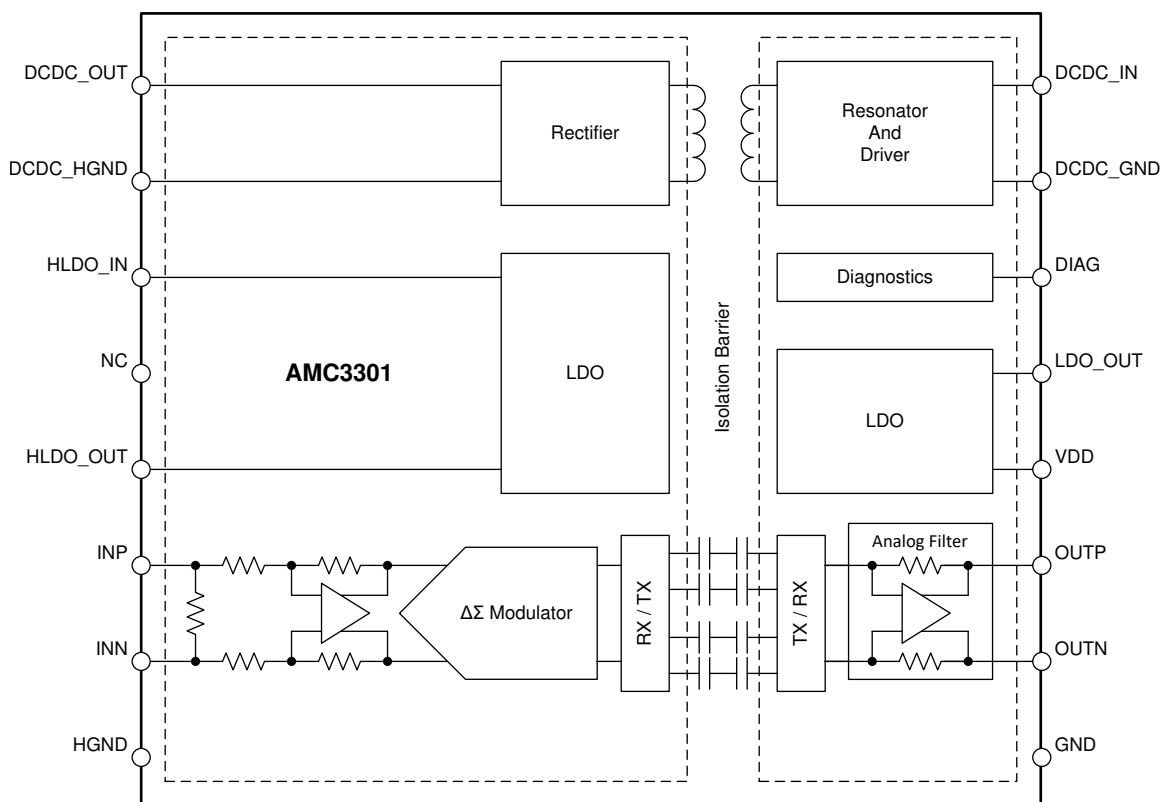 DCDC_OUT
DCDC_HGND
HLDO_IN
NC
HLDO_OUT
INP
INN
HGND
Rectifier
AMC3301
LDO
ΔΣ Modulator
RX / TX
Isolation Barrier
Resonator
And
Driver
Diagnostics
LDO
TX / RX
Analog Filter
DCDC_IN
DCDC_GND
DIAG
LDO_OUT
VDD
OUTP
OUTN
GND